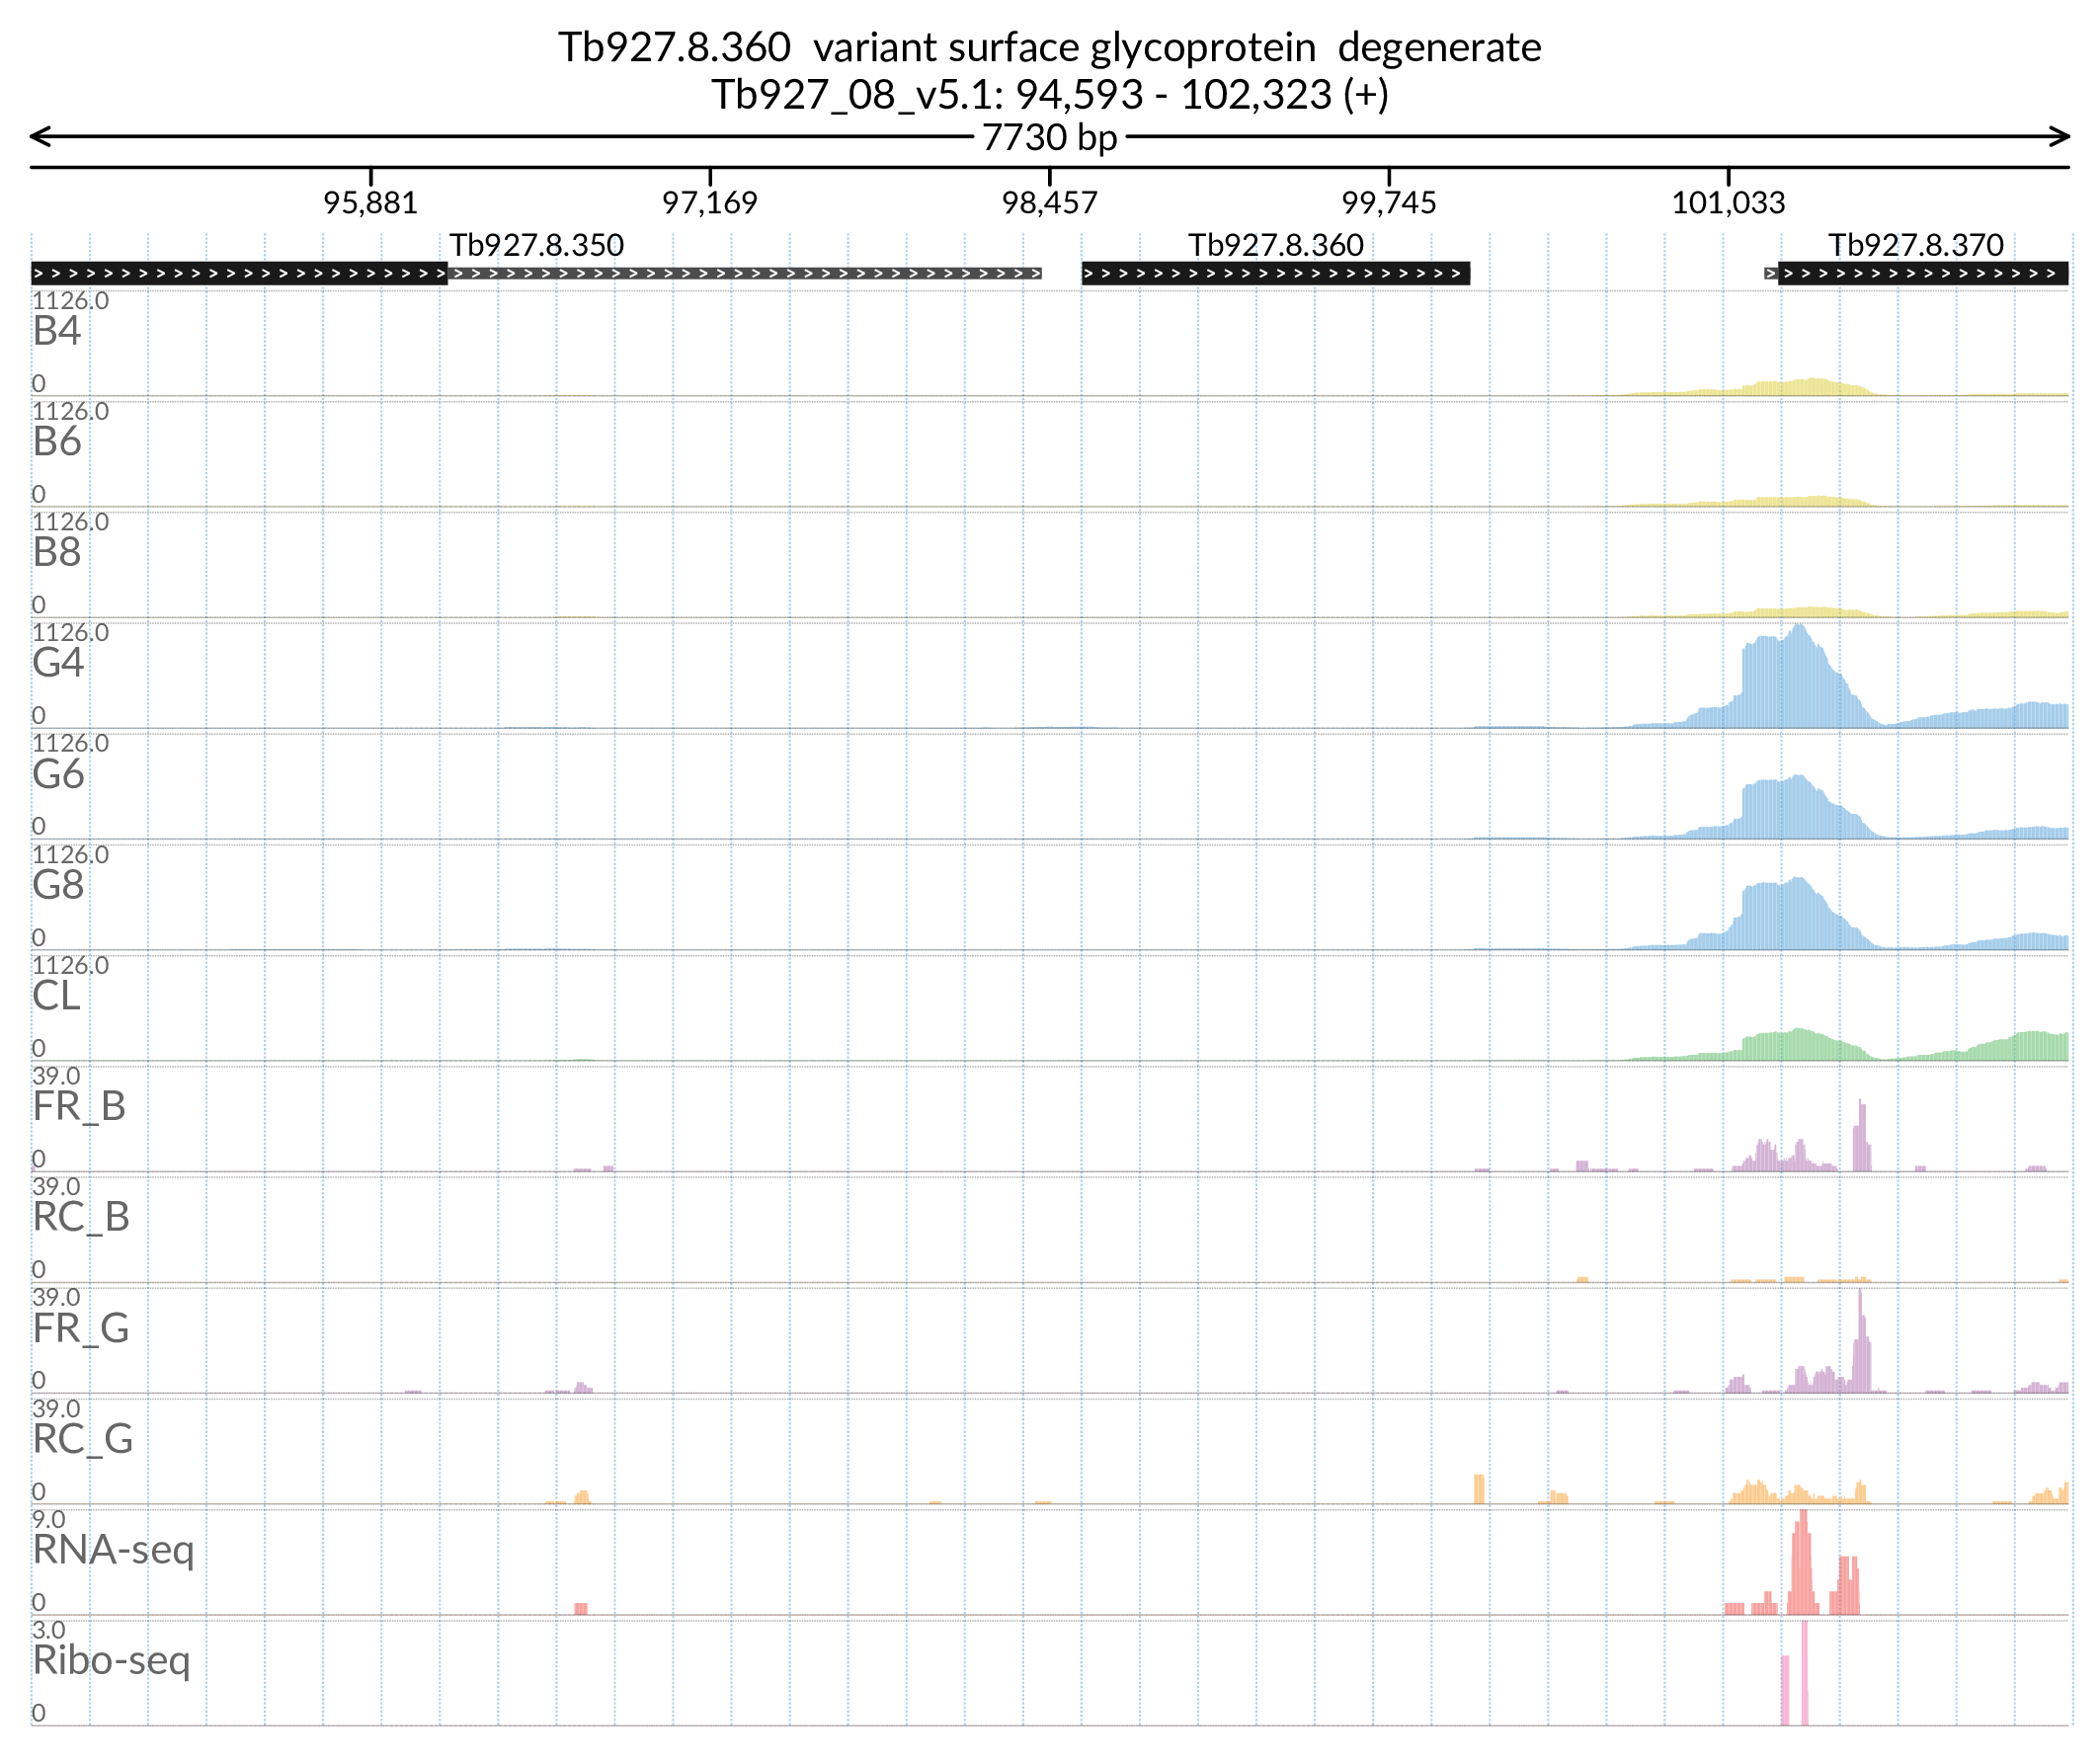 Tb927.8.360 variant surface glycoprotein degenerate
Tb927_08_v5.1: 94,593 - 102,323 (+)
7730 bp
95,881 97,169 98,457 99,745 101,033
Tb927.8.350 Tb927.8.360 Tb927.8.370
1126.0
B4
0
1126.0
B6
0
1126.0
B8
0
1126.0
G4
0
1126.0
G6
0
1126.0
G8
0
1126.0
CL
0
39.0
FR_B
0
39.0
RC_B
0
39.0
FR_G
0
39.0
RC_G
0
9.0
RNA-seq
0
3.0
Ribo-seq
0